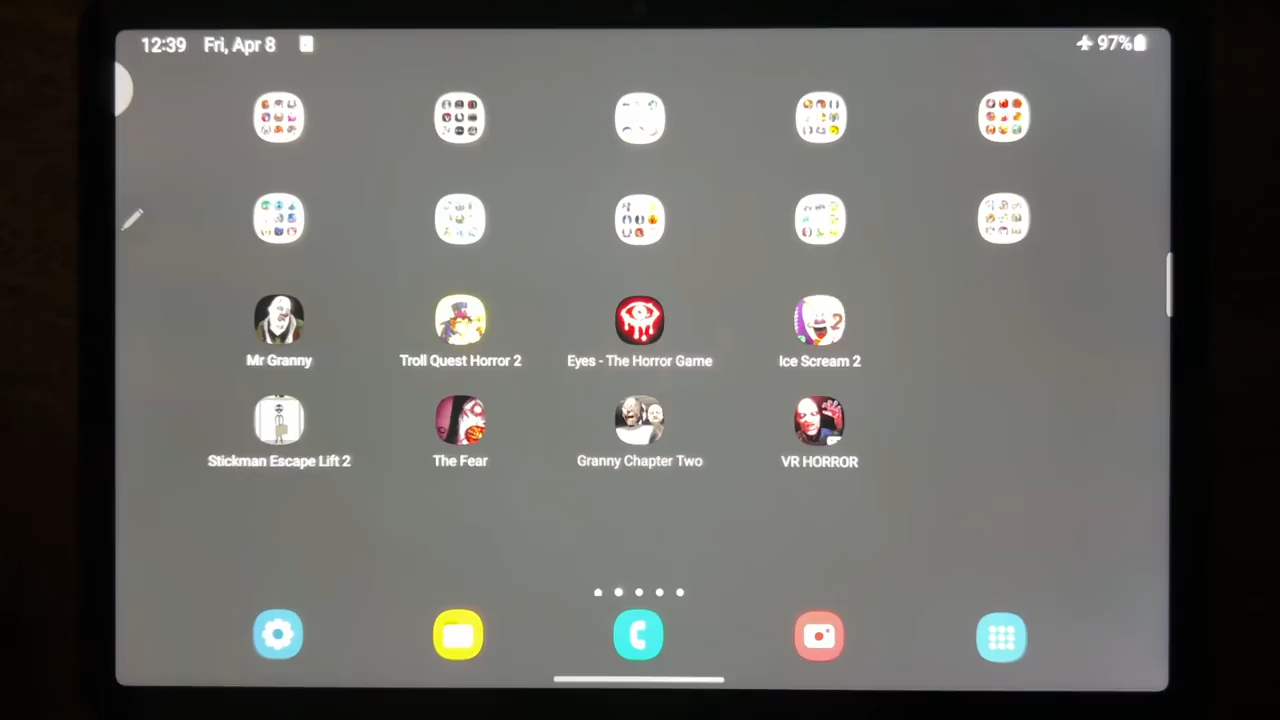 12:39 Fri, Apr 8 97%
Mr Granny Troll Quest Horror 2 Eyes - The Horror Game Ice Scream 2
Stickman Escape Lift 2 The Fear Granny Chapter Two VR HORROR